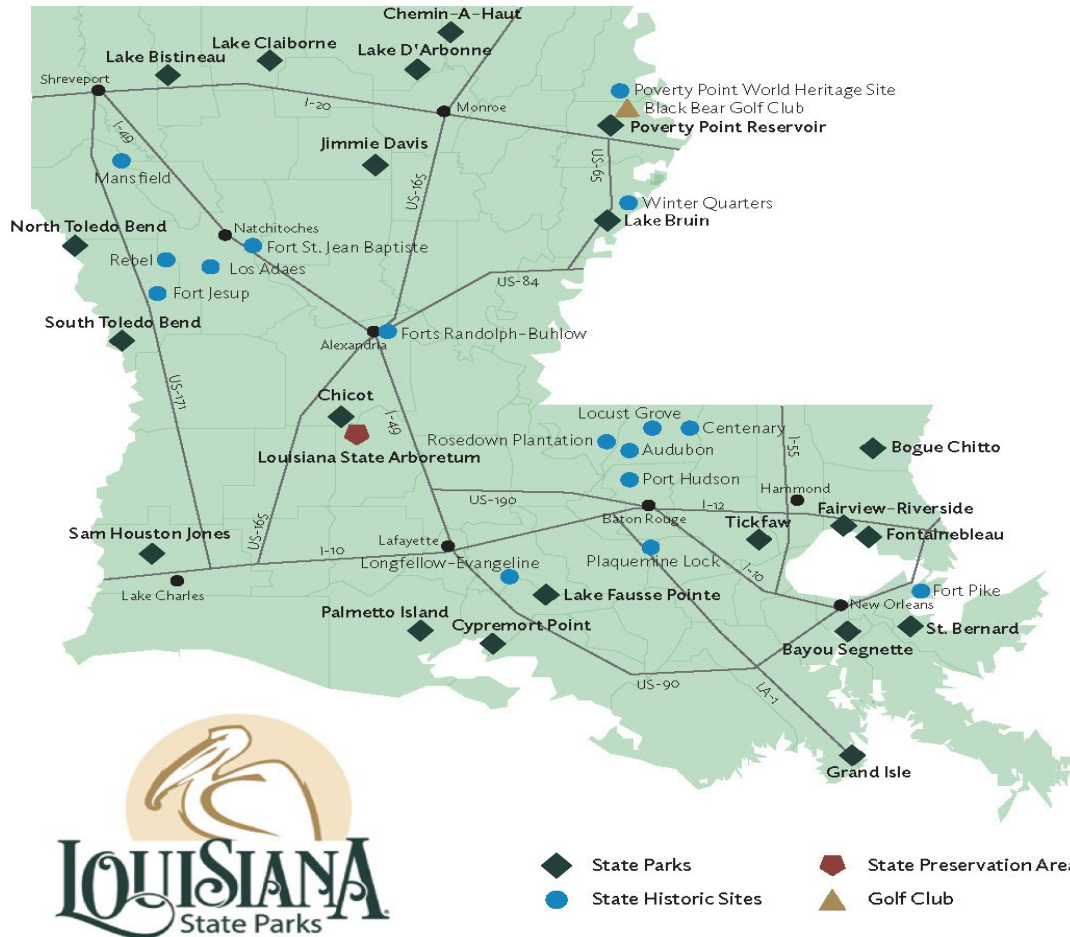 Chemin-A-Haut
Lake Claiborne
Lake D'Arbonne
Lake Bistineau
Shreveport
I-20
Monroe
Poverty Point World Heritage Site
Black Bear Golf Club
Poverty Point Reservoir
I-49
Mansfield
Jimmie Davis
US-165
US-65
Winter Quarters
Lake Bruin
North Toledo Bend
Natchitoches
Fort St. Jean Baptiste
Rebel
Los Adaes
Fort Jesup
US-84
South Toledo Bend
Alexandria
Forts Randolph-Buhlow
US-171
Chicot
I-49
Louisiana State Arboretum
Locust Grove
Centenary
Rosedown Plantation
Audubon
I-55
Bogue Chitto
Port Hudson
US-190
Hammond
I-12
Baton Rouge
Tickfaw
Fairview-Riverside
Fontainebleau
US-165
Sam Houston Jones
I-10
Lafayette
Longfellow-Evangeline
Plaquemine Lock
I-10
Lake Charles
Lake Fausse Pointe
New Orleans
Fort Pike
Palmetto Island
Cypremort Point
St. Bernard
Bayou Segnette
US-90
LA-1
Grand Isle
LOUISIANA
State Parks
State Parks
State Preservation Area
State Historic Sites
Golf Club